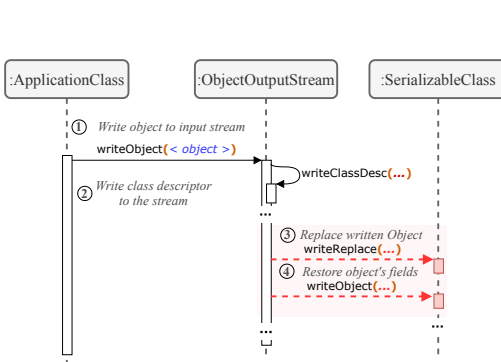 :ApplicationClass :ObjectOutputStream :SerializableClass
1 Write object to input stream
writeObject(< object >)
writeClassDesc(...)
2 Write class descriptor
to the stream
...
3 Replace written Object
writeReplace(...)
4 Restore object's fields
writeObject(...)
...
...